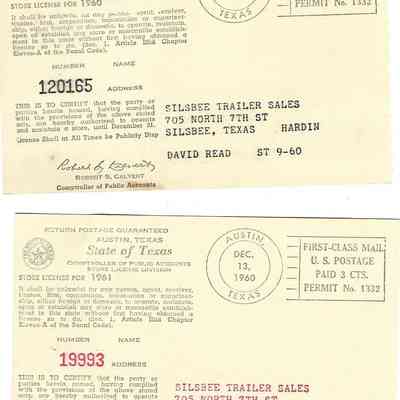 STORE LICENSE FOR 1960
TEXAS
PERMIT No. 1332
It shall be unlawful for any person, agent, receiver,
trustee, firm, corporation, association or copartner-
ship, either foreign or domestic, to operate, maintain,
open or establish any store or mercantile establish-
ment in this state without first having obtained a
license so to do. (Sec. 1, Article 1111d Chapter
Eleven-A of the Penal Code).
NUMBER NAME
120165
ADDRESS
THIS IS TO CERTIFY that the party or
parties herein named, having complied
with the provisions of the above stated
act, are hereby authorized to operate
and maintain a store, until December 31.
License Shall at All Times be Publicly Disp
SILSBEE TRAILER SALES
705 NORTH 7TH ST
SILSBEE, TEXAS HARDIN
DAVID READ ST 9-60
Robert S. Calvert
ROBERT S. CALVERT
Comptroller of Public Accounts
RETURN POSTAGE GUARANTEED
AUSTIN, TEXAS
State of Texas
COMPTROLLER OF PUBLIC ACCOUNTS
STORE LICENSE DIVISION
STORE LICENSE FOR 1961
AUSTIN,
DEC.
13,
1960
TEXAS
FIRST-CLASS MAIL
U. S. POSTAGE
PAID 3 CTS.
PERMIT No. 1332
It shall be unlawful for any person, agent, receiver,
trustee, firm, corporation, association or copartner-
ship, either foreign or domestic, to operate, maintain,
open or establish any store or mercantile establish-
ment in this state without first having obtained a
license so to do. (Sec. 1, Article 1111d Chapter
Eleven-A of the Penal Code).
NUMBER NAME
19993
ADDRESS
THIS IS TO CERTIFY that the party or
parties herein named, having complied
with the provisions of the above stated
SILSBEE TRAILER SALES
705 NORTH 7TH ST